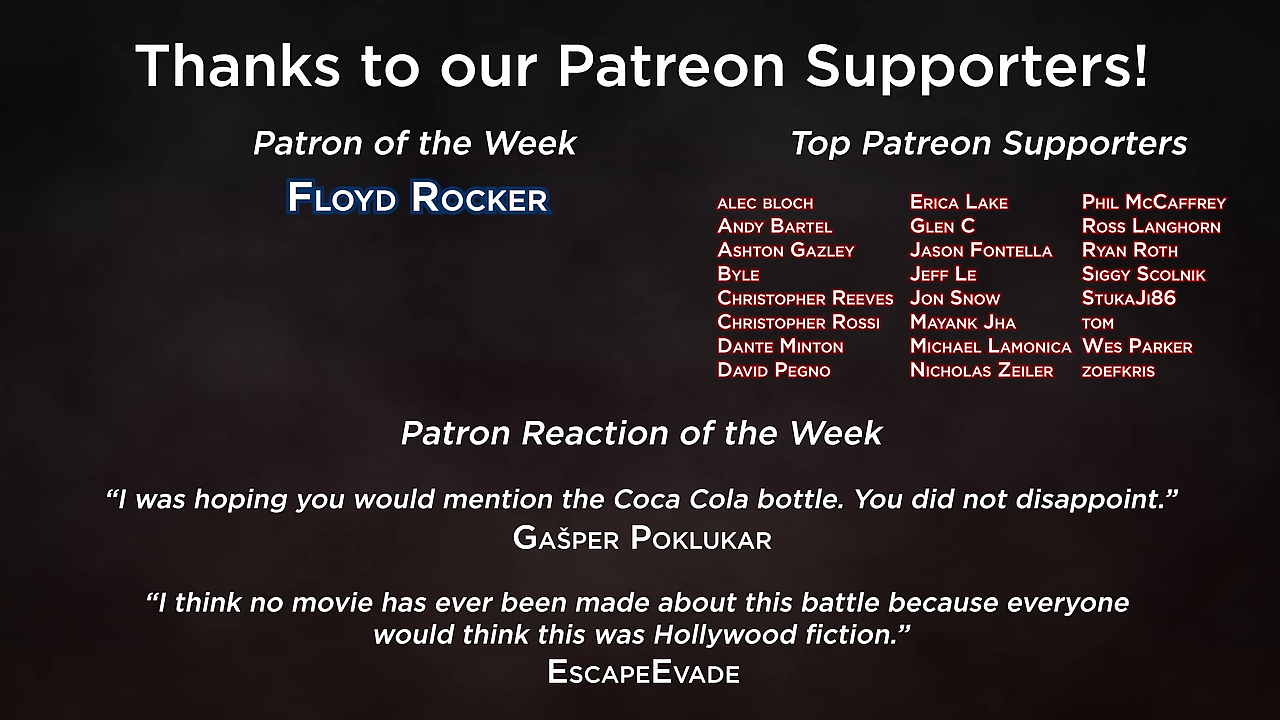 Thanks to our Patreon Supporters!
Patron of the Week
Floyd Rocker
Top Patreon Supporters
alec bloch
Andy Bartel
Ashton Gazley
Byle
Christopher Reeves
Christopher Rossi
Dante Minton
David Pegno
Erica Lake
Glen C
Jason Fontella
Jeff Le
Jon Snow
Mayank Jha
Michael Lamonica
Nicholas Zeiler
Phil McCaffrey
Ross Langhorn
Ryan Roth
Siggy Scolnik
StukaJi86
tom
Wes Parker
zoefkris
Patron Reaction of the Week
“I was hoping you would mention the Coca Cola bottle. You did not disappoint.”
Gašper Poklukar
“I think no movie has ever been made about this battle because everyone
would think this was Hollywood fiction.”
EscapeEvade